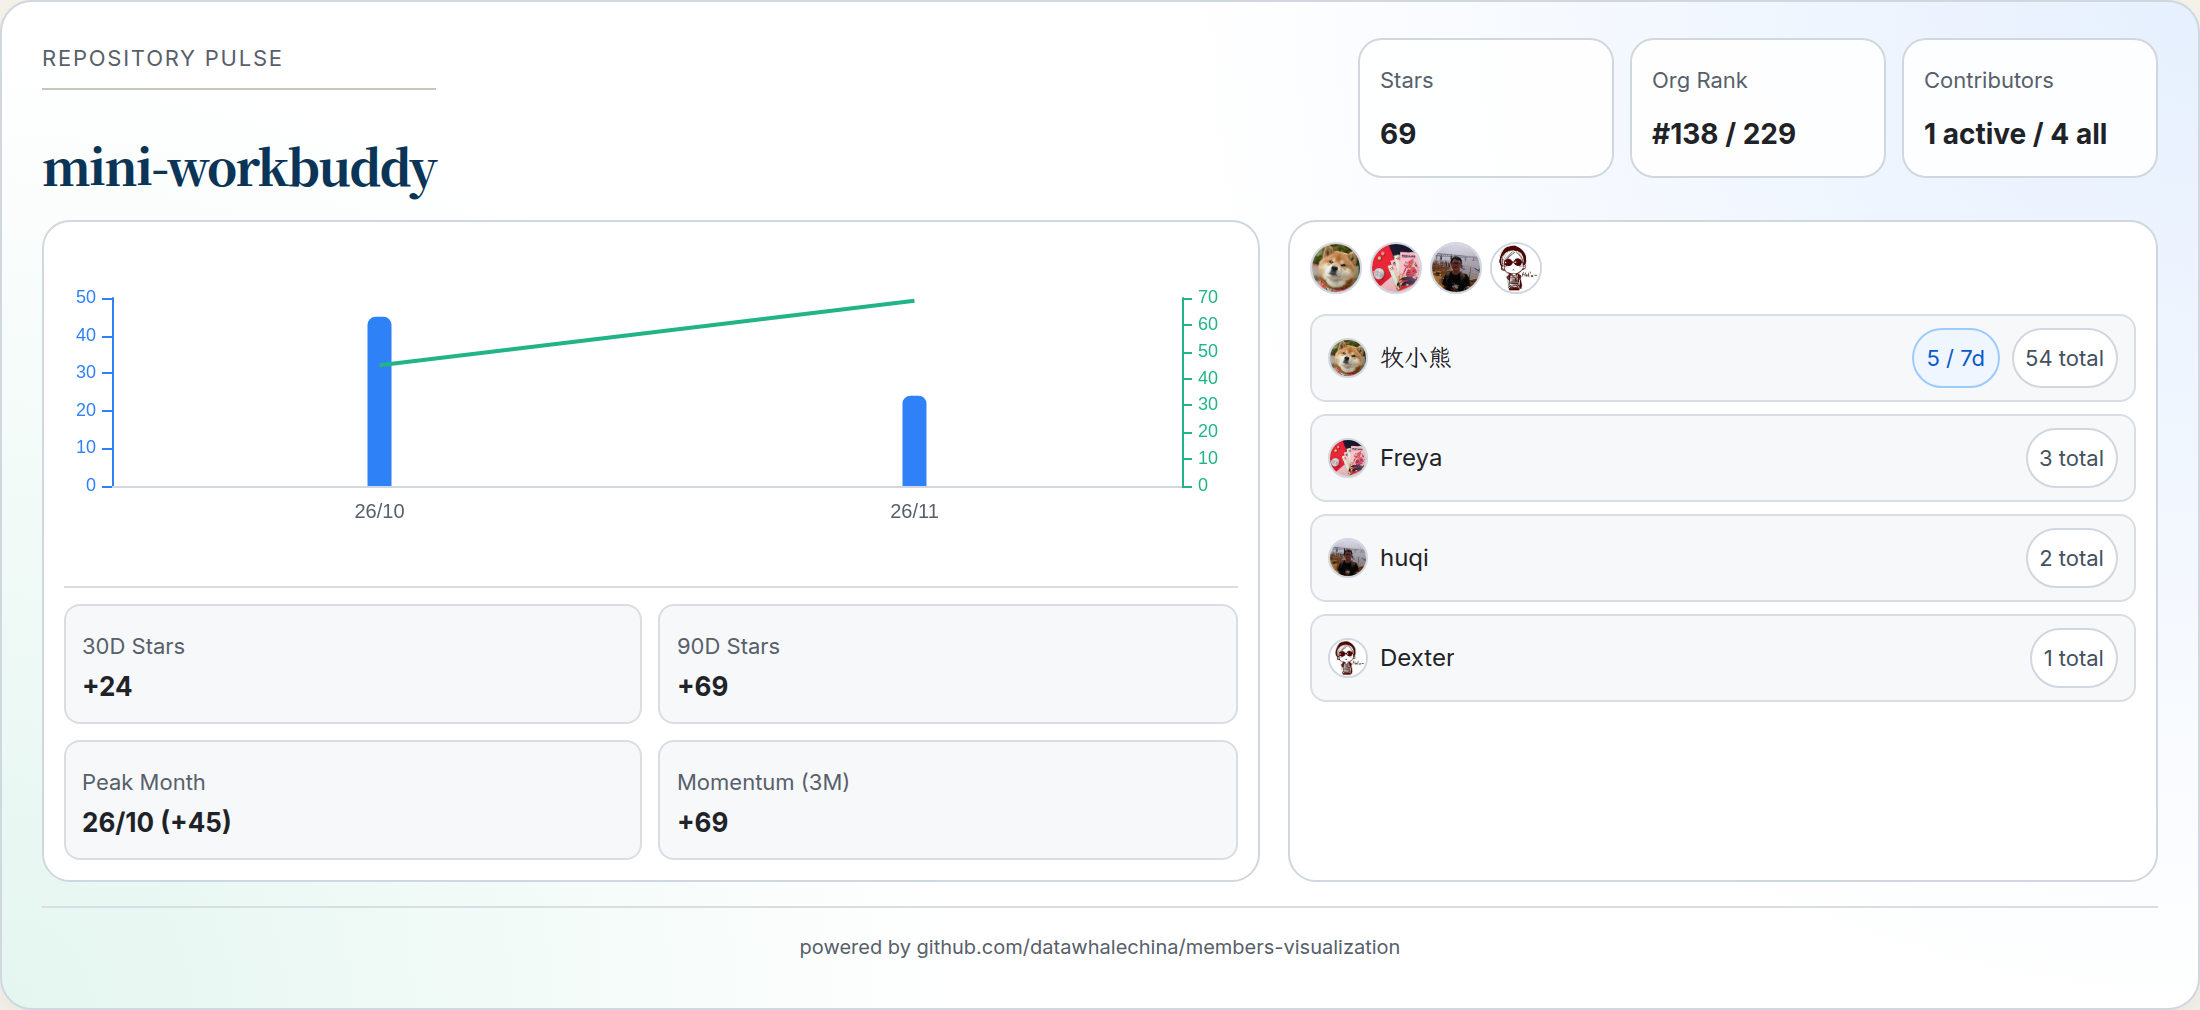 REPOSITORY PULSE
mini-workbuddy
Stars
69
Org Rank
#138 / 229
Contributors
1 active / 4 all
50
40
30
20
10
0
70
60
50
40
30
20
10
0
26/10
26/11
30D Stars
+24
90D Stars
+69
Peak Month
26/10 (+45)
Momentum (3M)
+69
牧小熊
5 / 7d
54 total
Freya
3 total
huqi
2 total
Dexter
1 total
powered by github.com/datawhalechina/members-visualization